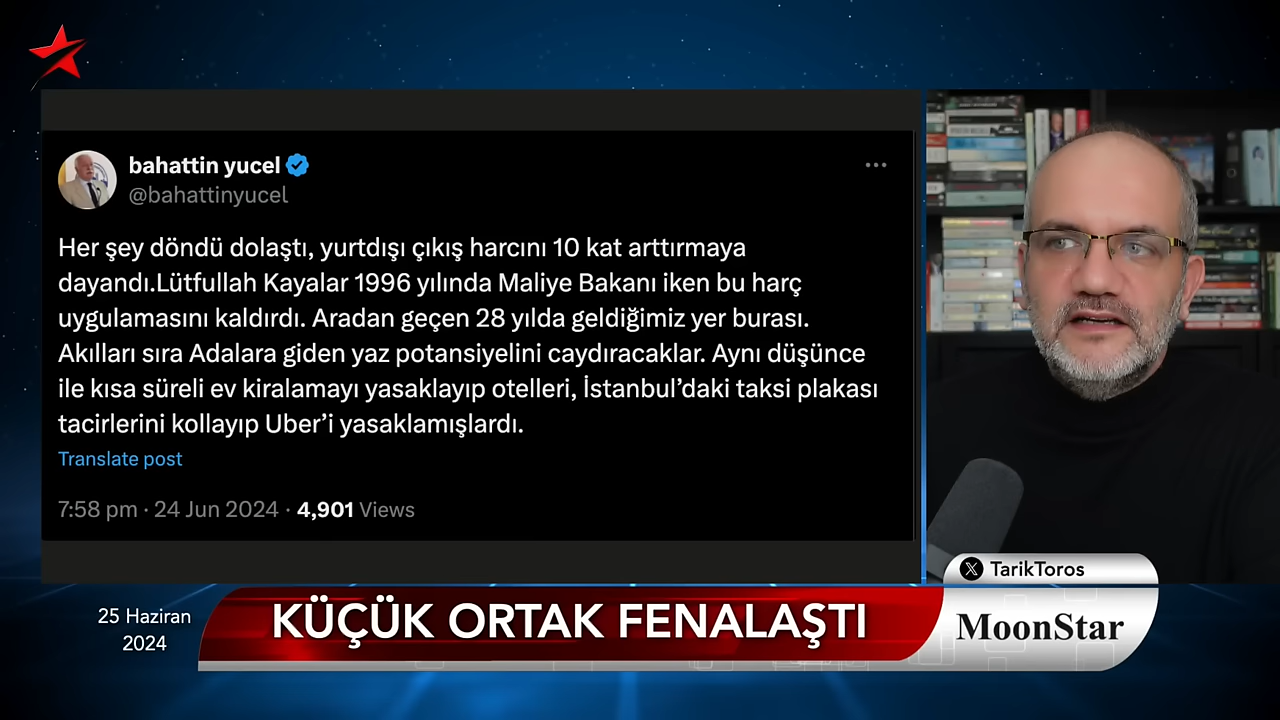 bahattin yucel
@bahattinyucel
Her şey döndü dolaştı, yurtdışı çıkış harcını 10 kat arttırmaya
dayandı.Lütfullah Kayalar 1996 yılında Maliye Bakanı iken bu harç
uygulamasını kaldırdı. Aradan geçen 28 yılda geldiğimiz yer burası.
Akılları sıra Adalara giden yaz potansiyelini caydıracaklar. Aynı düşünce
ile kısa süreli ev kiralamayı yasaklayıp otelleri, İstanbul’daki taksi plakası
tacirlerini kollayıp Uber’i yasaklamışlardı.
Translate post
7:58 pm · 24 Jun 2024 · 4,901 Views
TarikToros
25 Haziran
2024
KÜÇÜK ORTAK FENALAŞTI
MoonStar